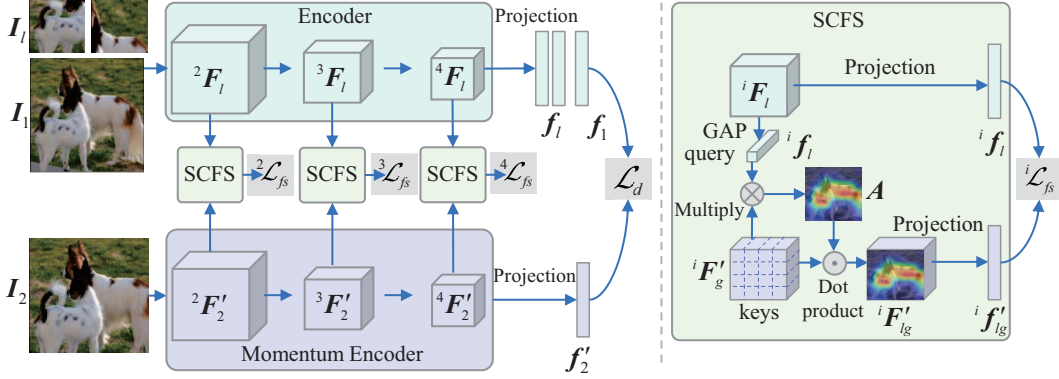 I_l
I_1
I_2
Encoder
²F_l
³F_l
⁴F_l
Projection
f_l
f_1
SCFS
²ℒ_fs
SCFS
³ℒ_fs
SCFS
⁴ℒ_fs
ℒ_d
²F′_2
³F′_2
⁴F′_2
Momentum Encoder
Projection
f′_2
SCFS
ⁱF_l
Projection
ⁱf_l
GAP
query
ⁱf_l
Multiply
A
ⁱℒ_fs
ⁱF′_g
keys
Dot
product
ⁱF′_lg
Projection
ⁱf′_lg